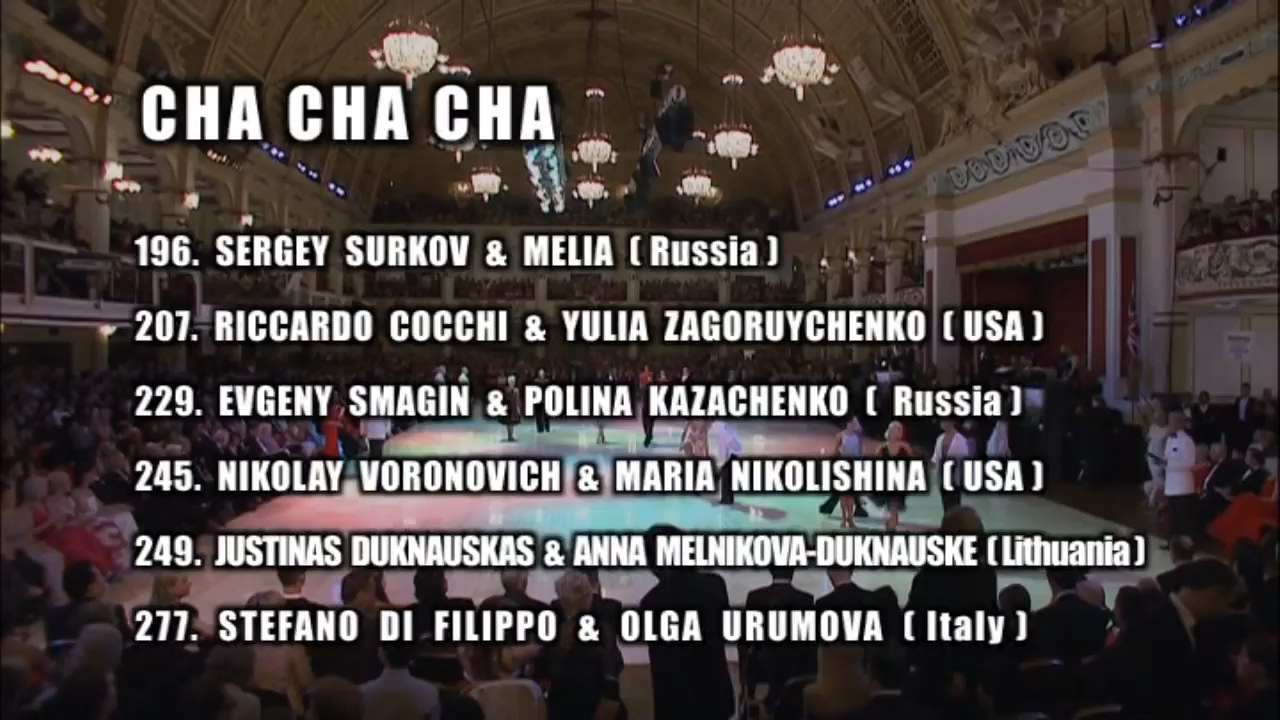 CHA CHA CHA
196. SERGEY SURKOV & MELIA ( Russia )
207. RICCARDO COCCHI & YULIA ZAGORUYCHENKO ( USA )
229. EVGENY SMAGIN & POLINA KAZACHENKO ( Russia )
245. NIKOLAY VORONOVICH & MARIA NIKOLISHINA ( USA )
249. JUSTINAS DUKNAUSKAS & ANNA MELNIKOVA-DUKNAUSKE ( Lithuania )
277. STEFANO DI FILIPPO & OLGA URUMOVA ( Italy )